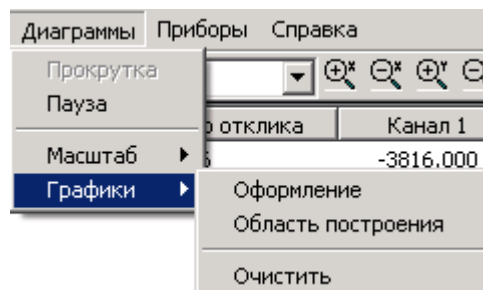 Диаграммы Приборы Справка
Прокрутка
Пауза
отклика Канал 1
Масштаб -3816.000
Графики
Оформление
Область построения
Очистить